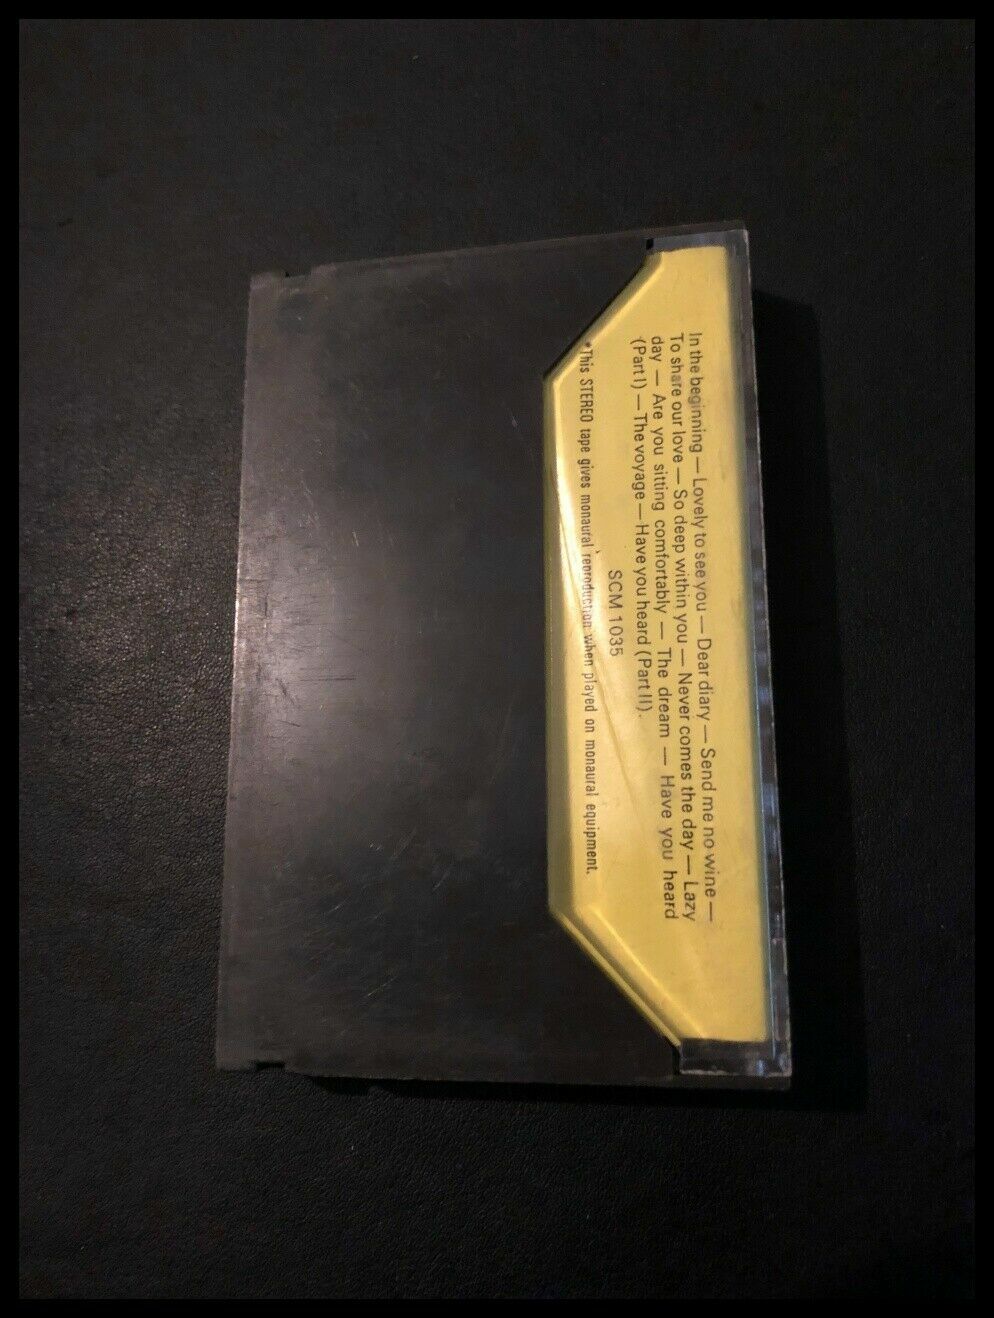 In the beginning — Lovely to see you — Dear diary — Send me no wine —
To share our love — So deep within you — Never comes the day — Lazy
day — Are you sitting comfortably — The dream — Have you heard
(Part I) — The voyage — Have you heard (Part II).
SCM 1035
*This STEREO tape gives monaural reproduction when played on monaural equipment.